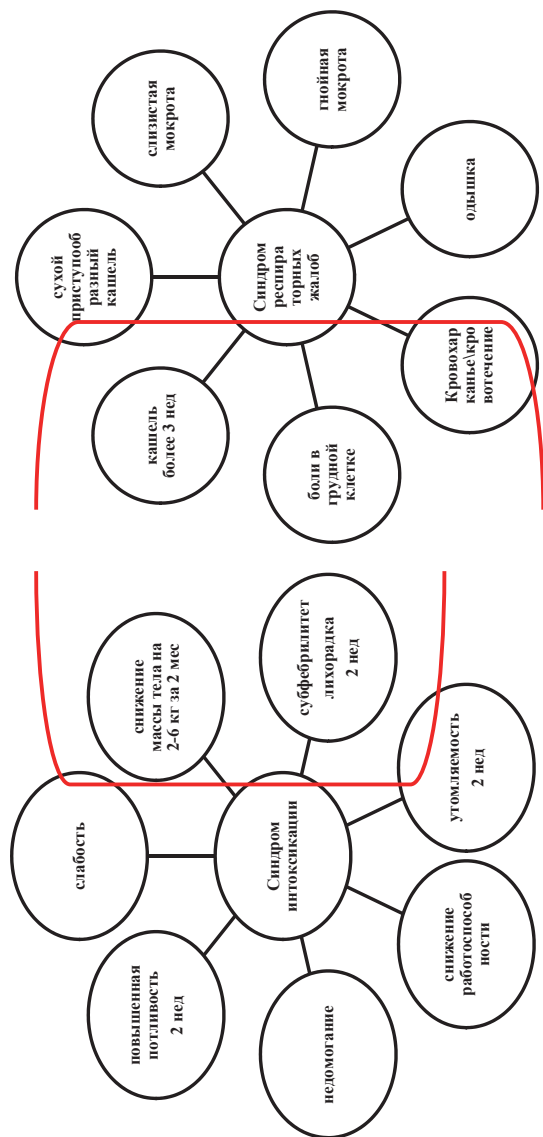 Синдром
интоксикации
слабость
снижение
массы тела на
2-6 кг за 2 мес
субфебрилитет
лихорадка
2 нед
утомляемость
2 нед
снижение
работоспособ
ности
недомогание
повышенная
потливость
2 нед
Синдром
респира
торных
жалоб
сухой
приступооб
разный
кашель
слизистая
мокрота
гнойная
мокрота
одышка
Кровохар
канье\кро
вотечение
боли в
грудной
клетке
кашель
более 3 нед